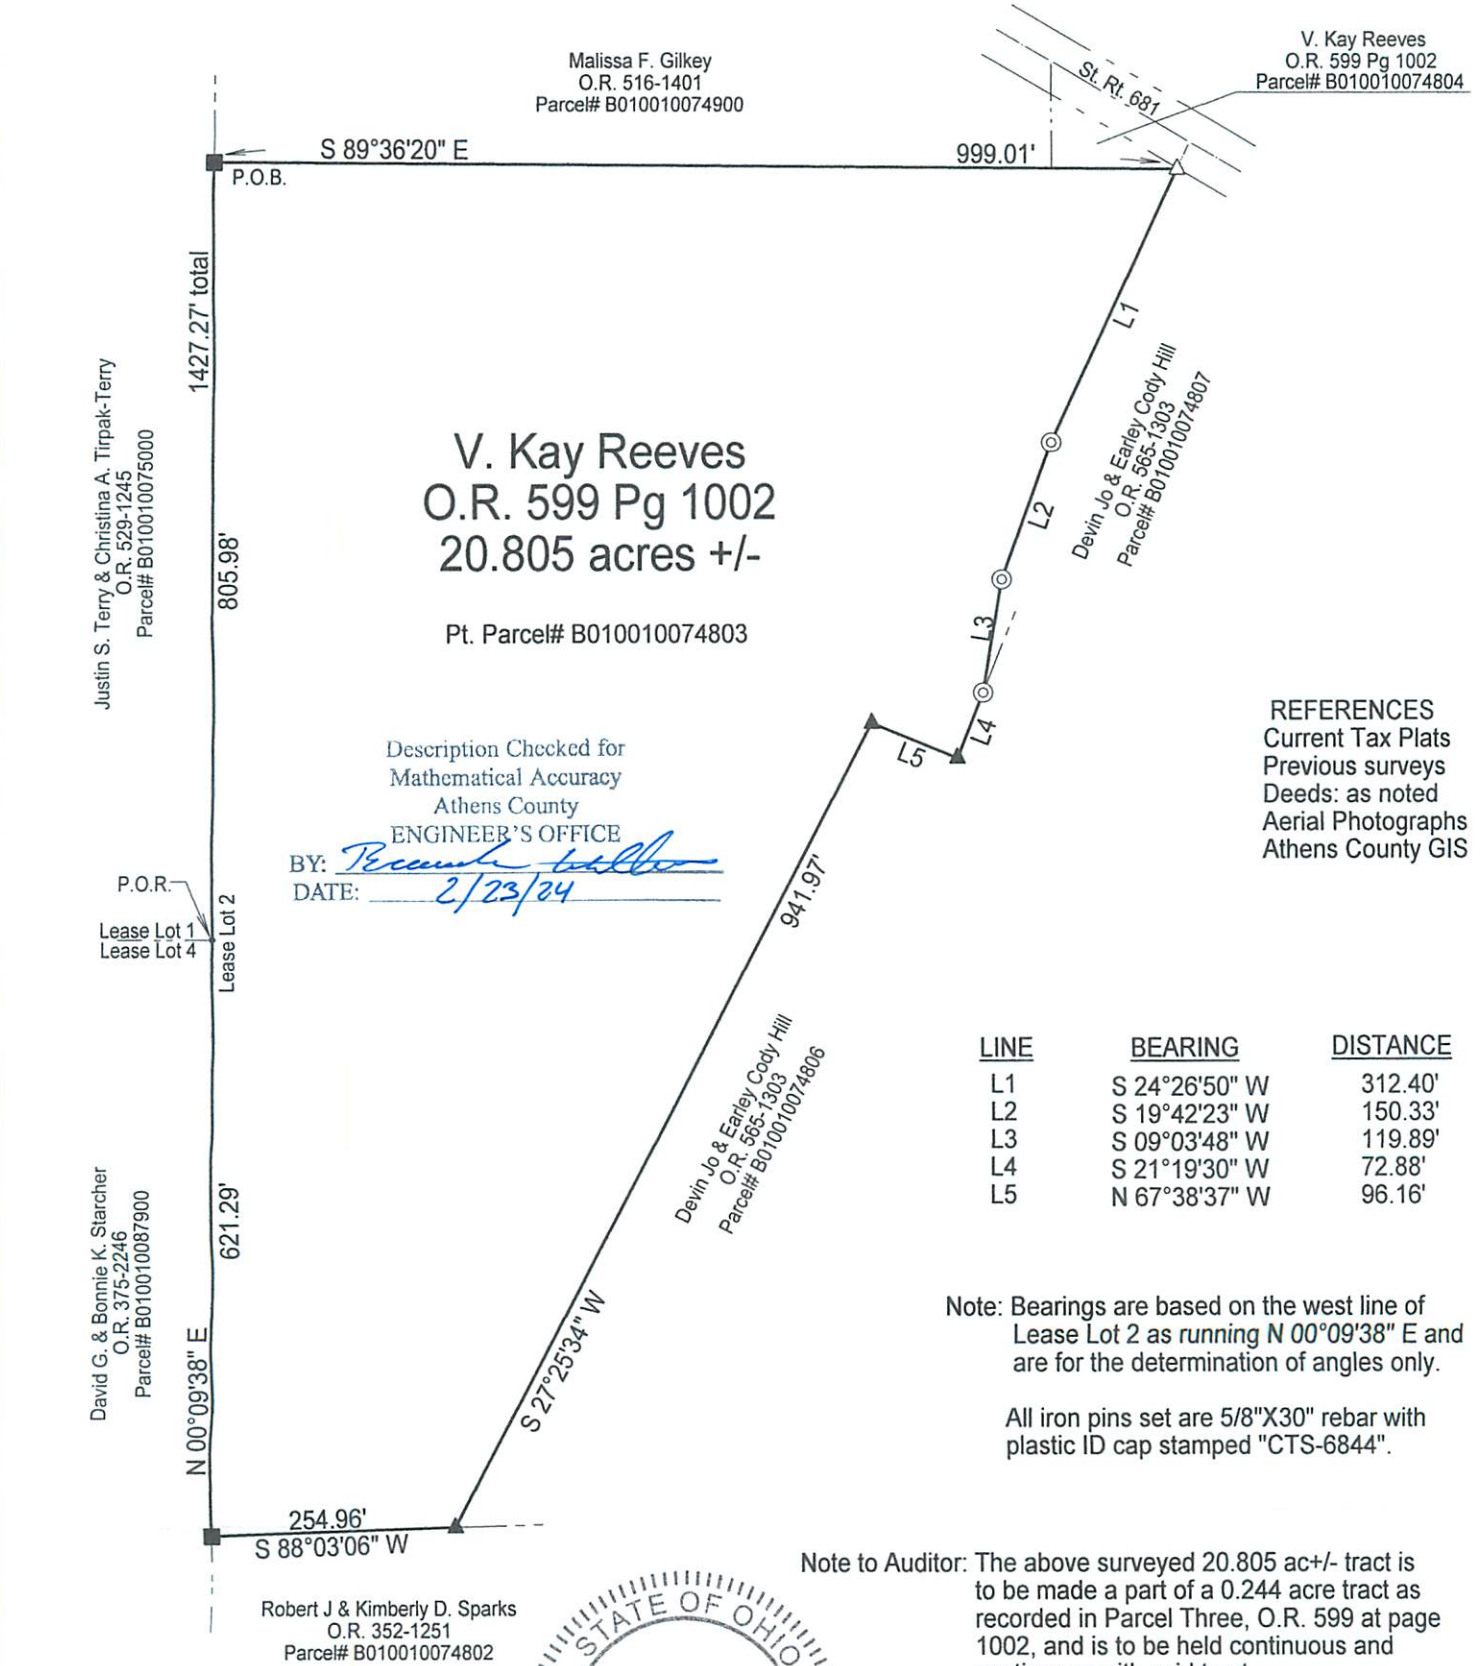 Malissa F. Gilkey
O.R. 516-1401
Parcel# B010010074900
V. Kay Reeves
O.R. 599 Pg 1002
Parcel# B010010074804
St. Rt. 681
S 89°36'20" E
999.01'
P.O.B.
1427.27' total
L1
Justin S. Terry & Christina A. Tirpak-Terry
O.R. 529-1245
Parcel# B010010075000
805.98'
V. Kay Reeves
O.R. 599 Pg 1002
20.805 acres +/-
Pt. Parcel# B010010074803
Devin Jo & Earley Cody Hill
O.R. 565-1303
Parcel# B010010074807
L2
L3
L4
L5
REFERENCES
Current Tax Plats
Previous surveys
Deeds: as noted
Aerial Photographs
Athens County GIS
Description Checked for
Mathematical Accuracy
Athens County
ENGINEER'S OFFICE
BY:
DATE: 2/23/24
P.O.R.
Lease Lot 1
Lease Lot 4
Lease Lot 2
941.97'
Devin Jo & Earley Cody Hill
O.R. 565-1303
Parcel# B010010074806
LINE BEARING DISTANCE
L1 S 24°26'50" W 312.40'
L2 S 19°42'23" W 150.33'
L3 S 09°03'48" W 119.89'
L4 S 21°19'30" W 72.88'
L5 N 67°38'37" W 96.16'
David G. & Bonnie K. Starcher
O.R. 375-2246
Parcel# B010010087900
621.29'
N 00°09'38" E
S 27°25'34" W
Note: Bearings are based on the west line of
Lease Lot 2 as running N 00°09'38" E and
are for the determination of angles only.
All iron pins set are 5/8"X30" rebar with
plastic ID cap stamped "CTS-6844".
254.96'
S 88°03'06" W
Robert J & Kimberly D. Sparks
O.R. 352-1251
Parcel# B010010074802
STATE OF OHIO
Note to Auditor: The above surveyed 20.805 ac+/- tract is
to be made a part of a 0.244 acre tract as
recorded in Parcel Three, O.R. 599 at page
1002, and is to be held continuous and